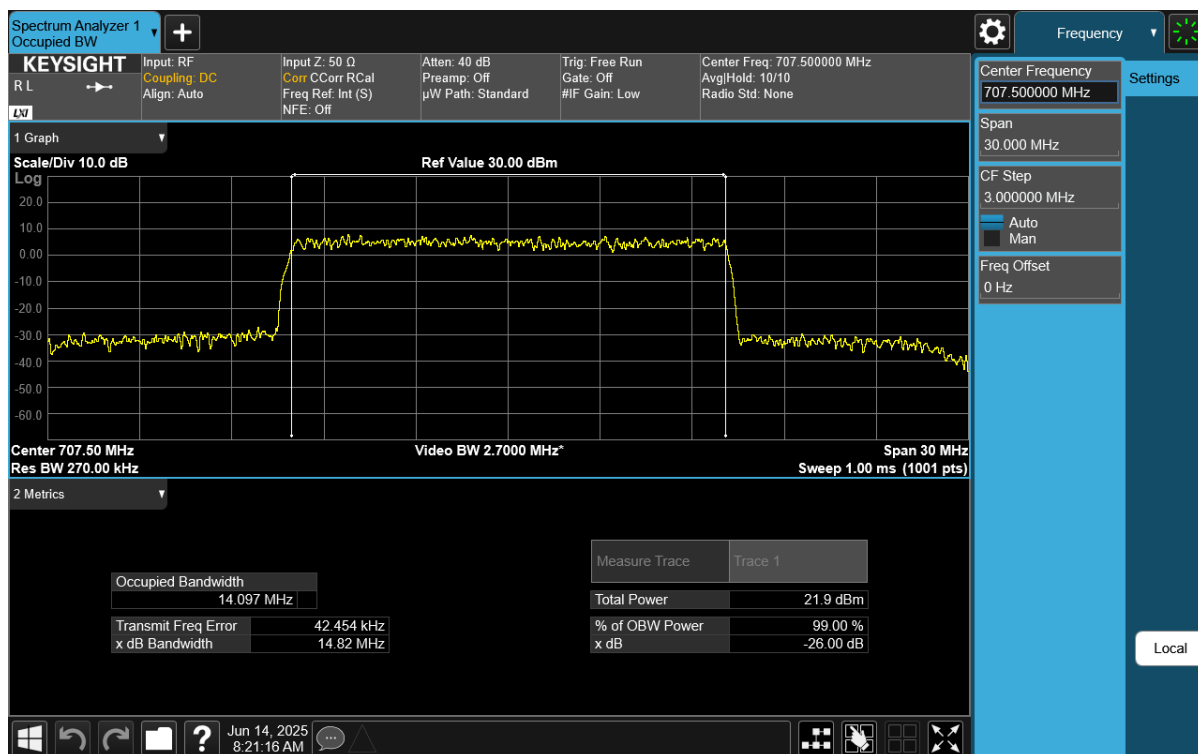 Spectrum Analyzer 1
Occupied BW
+
Frequency
KEYSIGHT
R L
LXI
Input: RF
Coupling: DC
Align: Auto
Input Z: 50 Ω
Corr CCorr RCal
Freq Ref: Int (S)
NFE: Off
Atten: 40 dB
Preamp: Off
µW Path: Standard
Trig: Free Run
Gate: Off
#IF Gain: Low
Center Freq: 707.500000 MHz
Avg|Hold: 10/10
Radio Std: None
Center Frequency
707.500000 MHz
Settings
Span
30.000 MHz
CF Step
3.000000 MHz
Auto
Man
Freq Offset
0 Hz
Local
1 Graph
Scale/Div 10.0 dB
Ref Value 30.00 dBm
Log
20.0
10.0
0.00
-10.0
-20.0
-30.0
-40.0
-50.0
-60.0
Center 707.50 MHz
Video BW 2.7000 MHz*
Span 30 MHz
Res BW 270.00 kHz
Sweep 1.00 ms (1001 pts)
2 Metrics
Measure Trace
Trace 1
Occupied Bandwidth
14.097 MHz
Total Power
21.9 dBm
Transmit Freq Error
42.454 kHz
% of OBW Power
99.00 %
x dB Bandwidth
14.82 MHz
x dB
-26.00 dB
?
Jun 14, 2025
8:21:16 AM